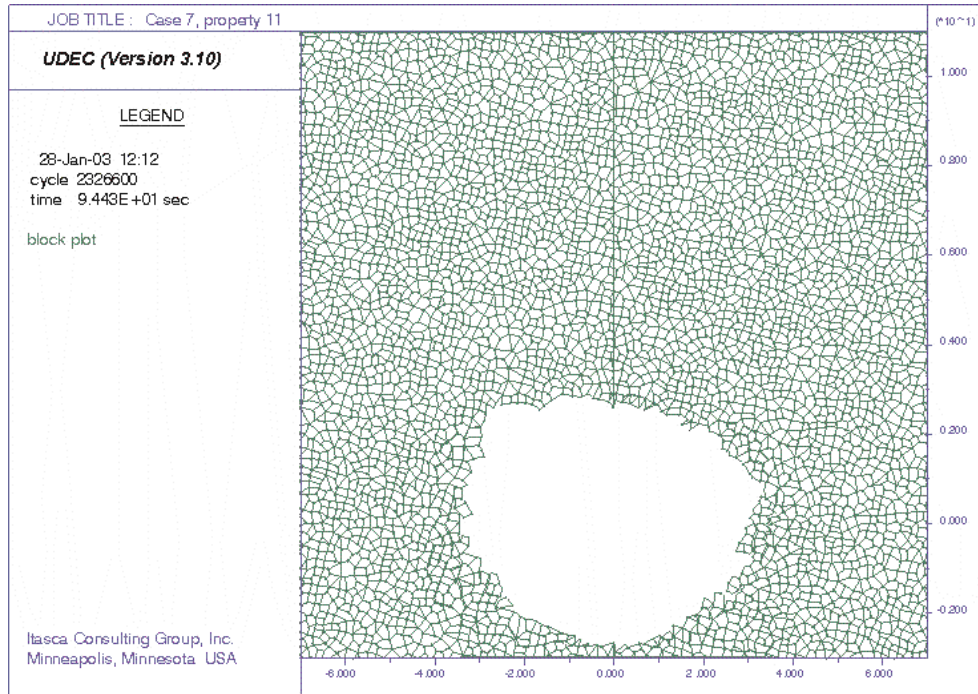 JOB TITLE : Case 7, property 11
(*10^1)
UDEC (Version 3.10)
LEGEND
28-Jan-03 12:12
cycle 2326600
time 9.443E+01 sec
block plot
1.000
0.800
0.600
0.400
0.200
0.000
-0.200
Itasca Consulting Group, Inc.
Minneapolis, Minnesota USA
-6.000 -4.000 -2.000 0.000 2.000 4.000 6.000